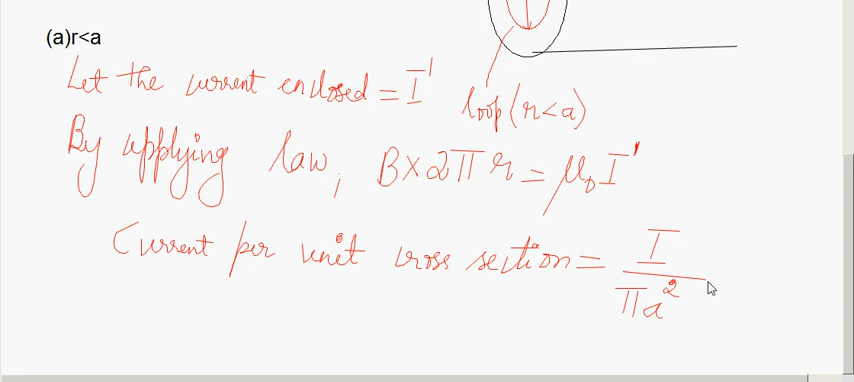 (a)r<a
Let the current enclosed = I'
loop (r<a)
By applying law, B×2πr = μ₀I'
Current per unit cross section = I/πa²